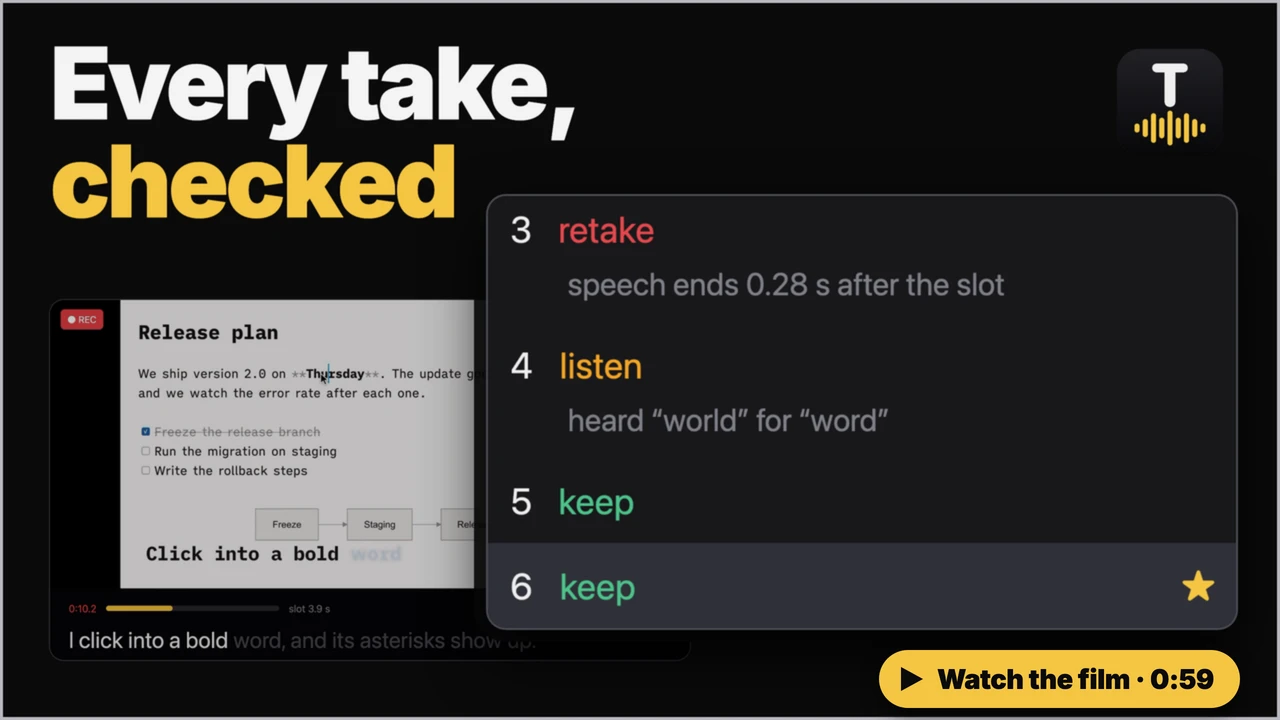 Every take,
checked
T
3 retake
speech ends 0.28 s after the slot
4 listen
heard “world” for “word”
5 keep
6 keep
REC
Release plan
We ship version 2.0 on **Thursday**. The update g
and we watch the error rate after each one.
Freeze the release branch
Run the migration on staging
Write the rollback steps
Freeze
Staging
Rele
Click into a bold word
0:10.2
slot 3.9 s
I click into a bold word, and its asterisks show up.
Watch the film · 0:59